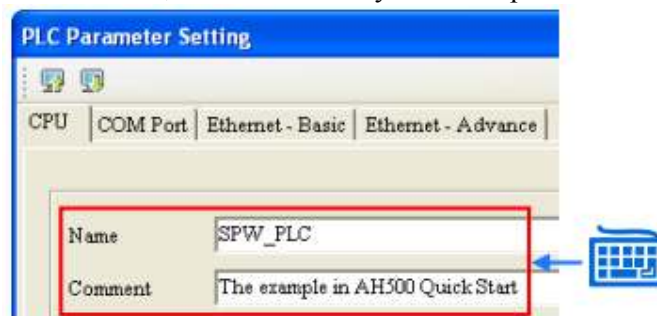 PLC Parameter Setting
CPU COM Port Ethernet - Basic Ethernet - Advance
Name SPW_PLC
Comment The example in AH500 Quick Start